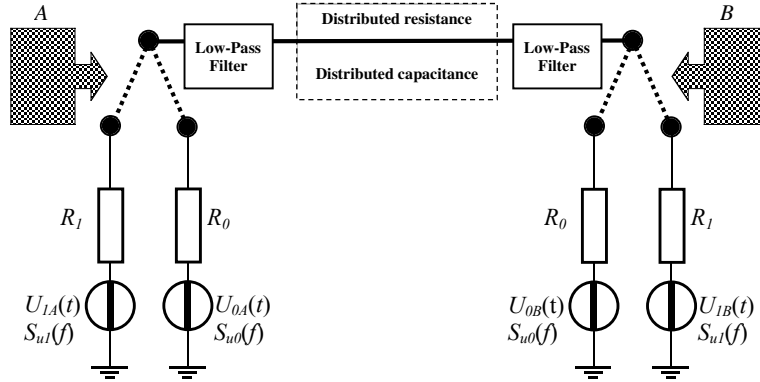 A
B
Distributed resistance
Low-Pass
Filter
Low-Pass
Filter
Distributed capacitance
R1
R0
R0
R1
U1A(t)
Su1(f)
U0A(t)
Su0(f)
U0B(t)
Su0(f)
U1B(t)
Su1(f)